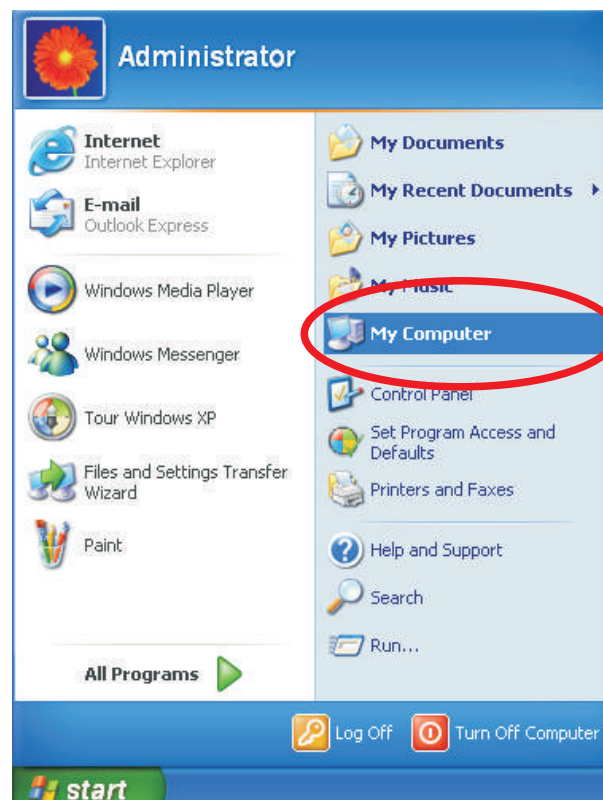 Administrator
Internet
Internet Explorer
E-mail
Outlook Express
Windows Media Player
Windows Messenger
Tour Windows XP
Files and Settings Transfer
Wizard
Paint
All Programs
My Documents
My Recent Documents
My Pictures
My Music
My Computer
Control Panel
Set Program Access and
Defaults
Printers and Faxes
Help and Support
Search
Run...
Log Off
Turn Off Computer
start